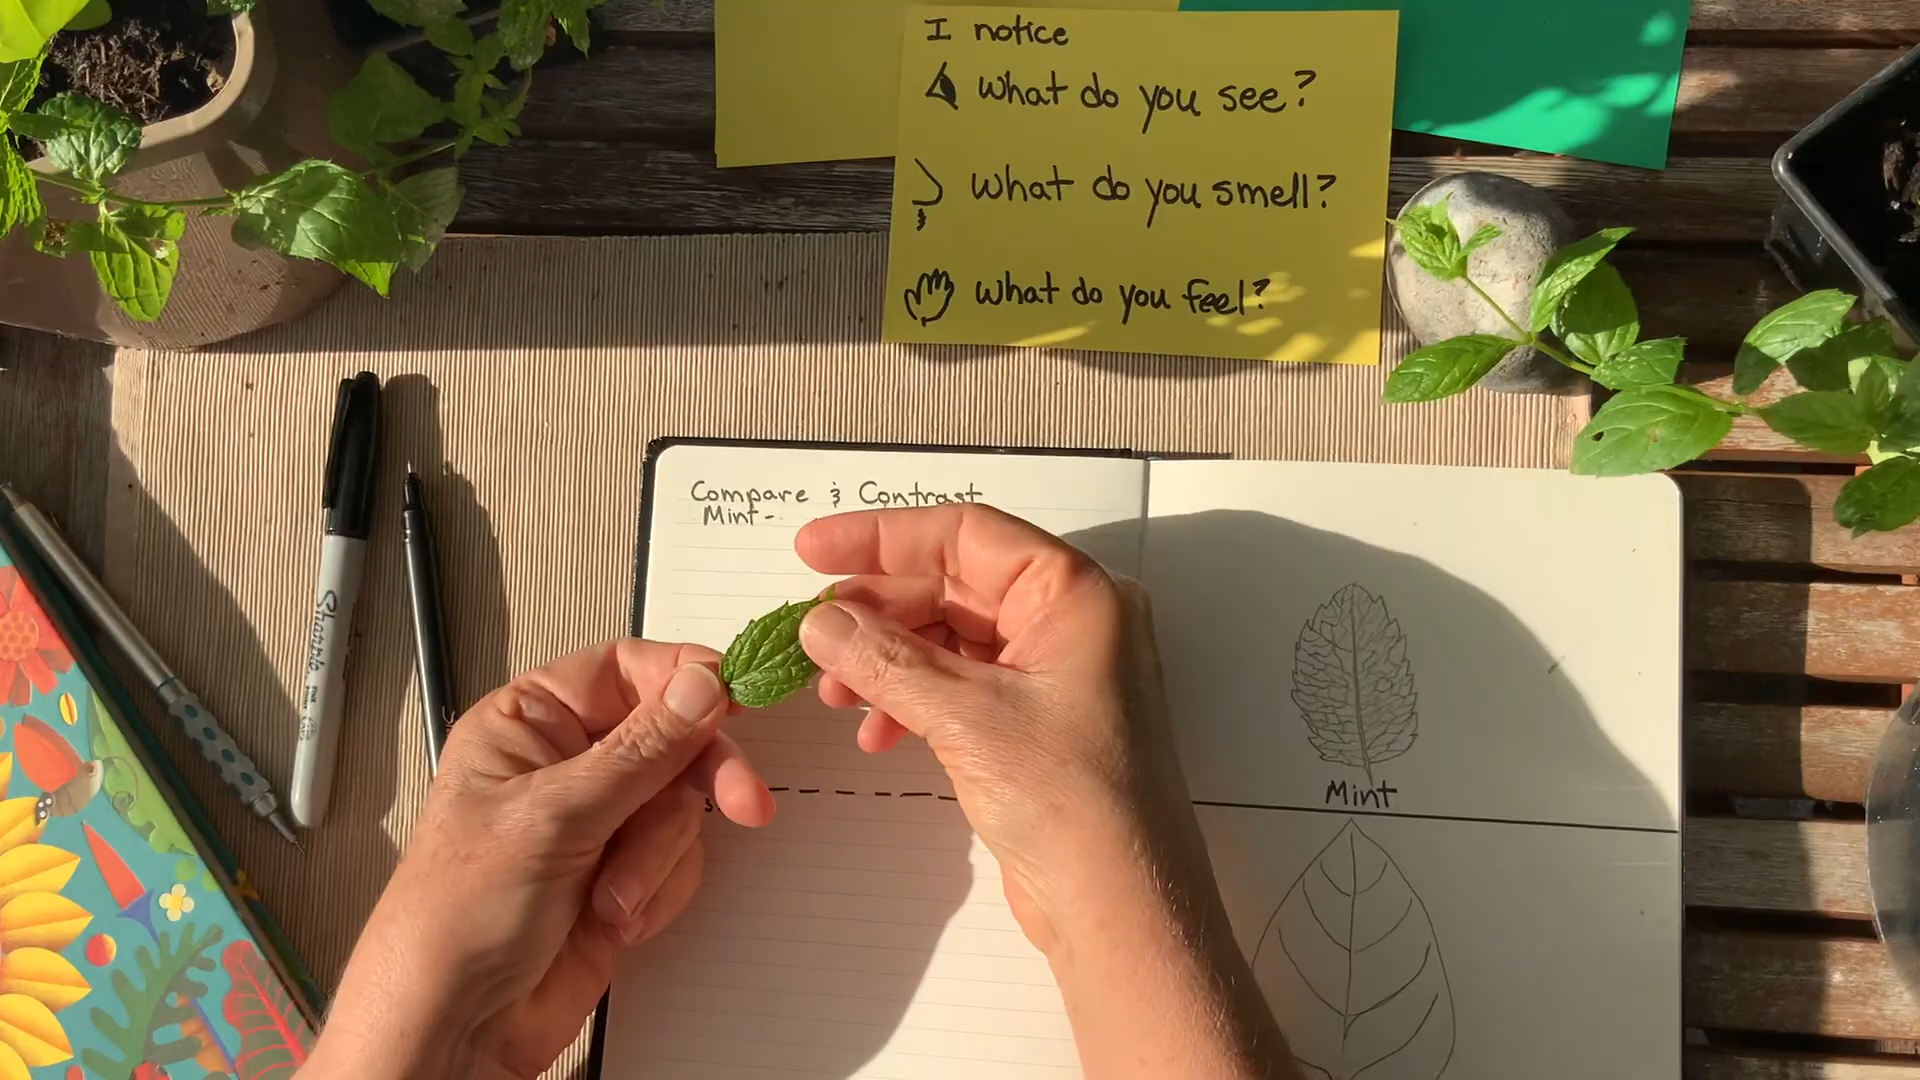 I notice
What do you see?
What do you smell?
What do you feel?
Compare & Contrast
Mint-
Sharpie
Mint